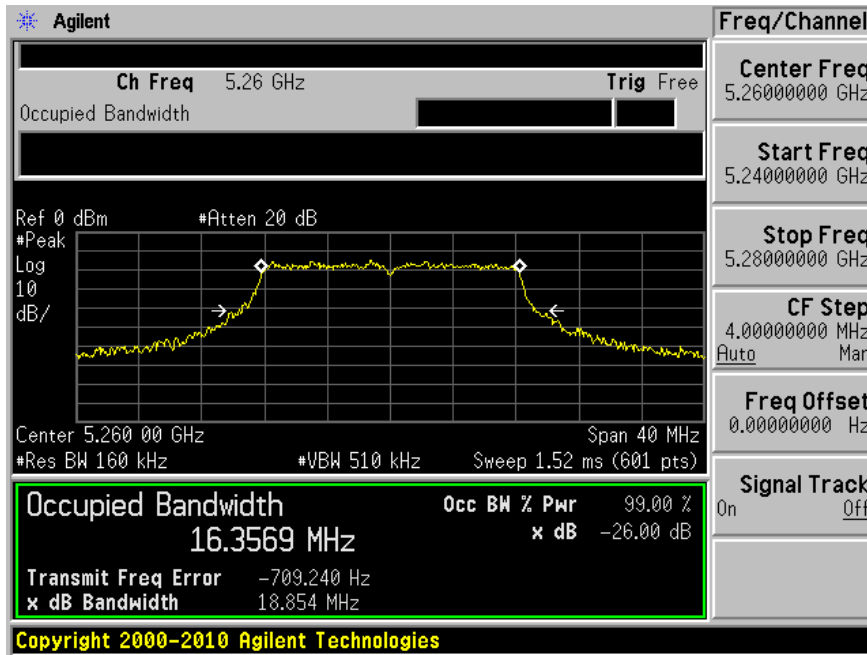 Agilent
Freq/Channel
Ch Freq 5.26 GHz Trig Free
Occupied Bandwidth
Center Freq
5.26000000 GHz
Start Freq
5.24000000 GHz
Stop Freq
5.28000000 GHz
CF Step
4.00000000 MHz
Auto Man
Freq Offset
0.00000000 Hz
Signal Track
On Off
Ref 0 dBm #Atten 20 dB
#Peak
Log
10
dB/
Center 5.260 00 GHz Span 40 MHz
#Res BW 160 kHz #VBW 510 kHz Sweep 1.52 ms (601 pts)
Occupied Bandwidth
16.3569 MHz
Occ BW % Pwr 99.00 %
x dB -26.00 dB
Transmit Freq Error -709.240 Hz
x dB Bandwidth 18.854 MHz
Copyright 2000-2010 Agilent Technologies